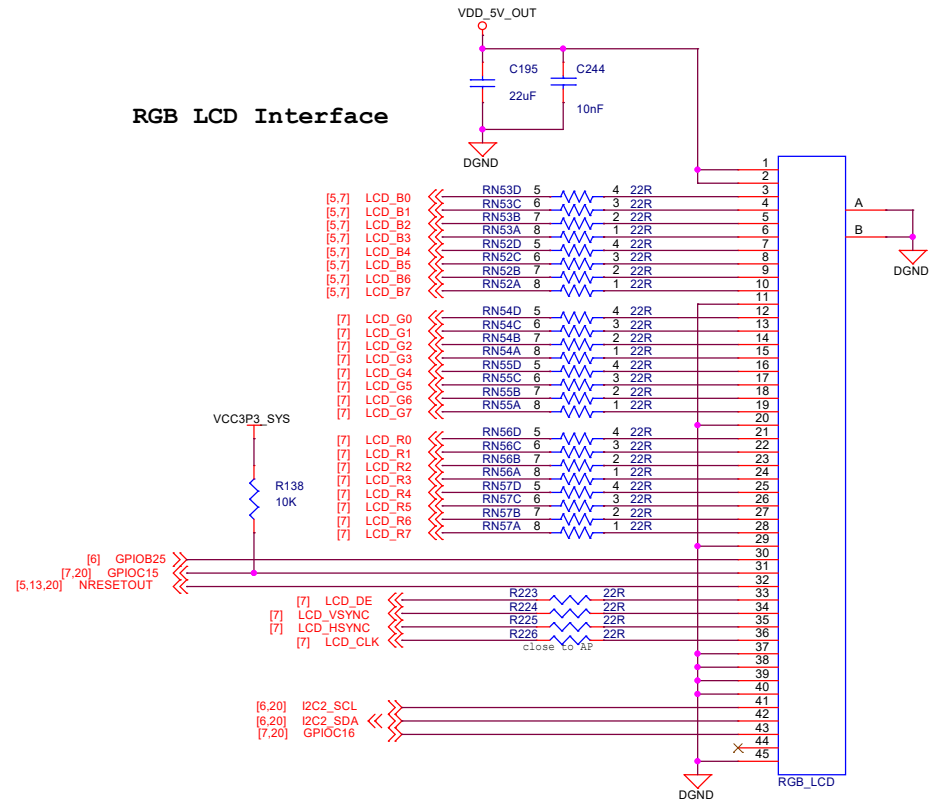 VDD_5V_OUT
C195
C244
22uF
10nF
RGB LCD Interface
DGND
1
2
[5,7] LCD_B0 RN53D 5 4 22R 3
[5,7] LCD_B1 RN53C 6 3 22R 4
[5,7] LCD_B2 RN53B 7 2 22R 5
[5,7] LCD_B3 RN53A 8 1 22R 6
[5,7] LCD_B4 RN52D 5 4 22R 7
[5,7] LCD_B5 RN52C 6 3 22R 8
[5,7] LCD_B6 RN52B 7 2 22R 9
[5,7] LCD_B7 RN52A 8 1 22R 10
A
B
DGND
11
[7] LCD_G0 RN54D 5 4 22R 12
[7] LCD_G1 RN54C 6 3 22R 13
[7] LCD_G2 RN54B 7 2 22R 14
[7] LCD_G3 RN54A 8 1 22R 15
[7] LCD_G4 RN55D 5 4 22R 16
[7] LCD_G5 RN55C 6 3 22R 17
[7] LCD_G6 RN55B 7 2 22R 18
[7] LCD_G7 RN55A 8 1 22R 19
20
VCC3P3_SYS
R138
10K
[7] LCD_R0 RN56D 5 4 22R 21
[7] LCD_R1 RN56C 6 3 22R 22
[7] LCD_R2 RN56B 7 2 22R 23
[7] LCD_R3 RN56A 8 1 22R 24
[7] LCD_R4 RN57D 5 4 22R 25
[7] LCD_R5 RN57C 6 3 22R 26
[7] LCD_R6 RN57B 7 2 22R 27
[7] LCD_R7 RN57A 8 1 22R 28
29
[6] GPIOB25 30
[7,20] GPIOC15 31
[5,13,20] NRESETOUT 32
[7] LCD_DE R223 22R 33
[7] LCD_VSYNC R224 22R 34
[7] LCD_HSYNC R225 22R 35
[7] LCD_CLK R226 22R 36
close to AP
37
38
39
40
[6,20] I2C2_SCL 41
[6,20] I2C2_SDA 42
[7,20] GPIOC16 43
44
45
RGB_LCD
DGND